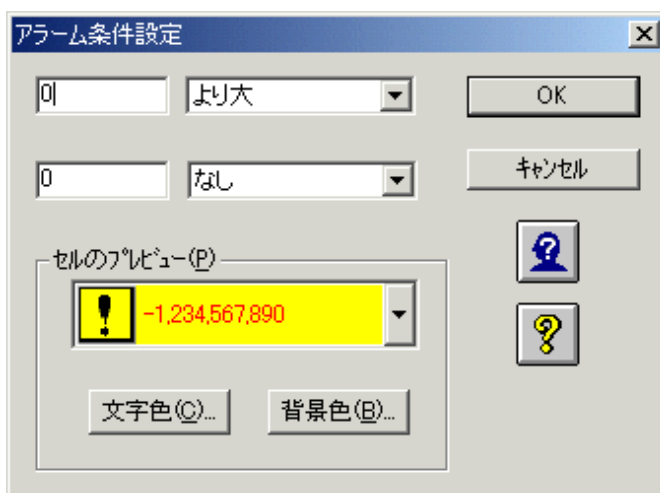 アラーム条件設定
0 より大 OK
0 なし キャンセル
セルのプレビュー(P)
! -1,234,567,890
文字色(C)... 背景色(B)...
?
?